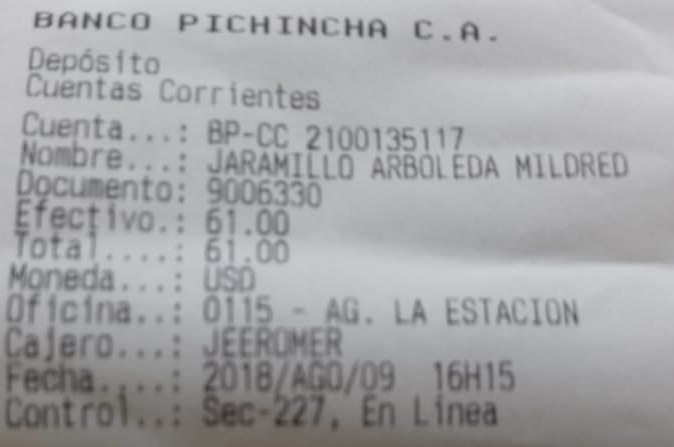 BANCO PICHINCHA C.A.
Depósito
Cuentas Corrientes
Cuenta...: BP-CC 2100135117
Nombre...: JARAMILLO ARBOLEDA MILDRED
Documento: 9006330
Efectivo.: 61.00
Total....: 61.00
Moneda...: USD
Oficina..: 0115 - AG. LA ESTACION
Cajero...: JEEROMER
Fecha....: 2018/AGO/09 16H15
Control..: Sec-227, En Linea